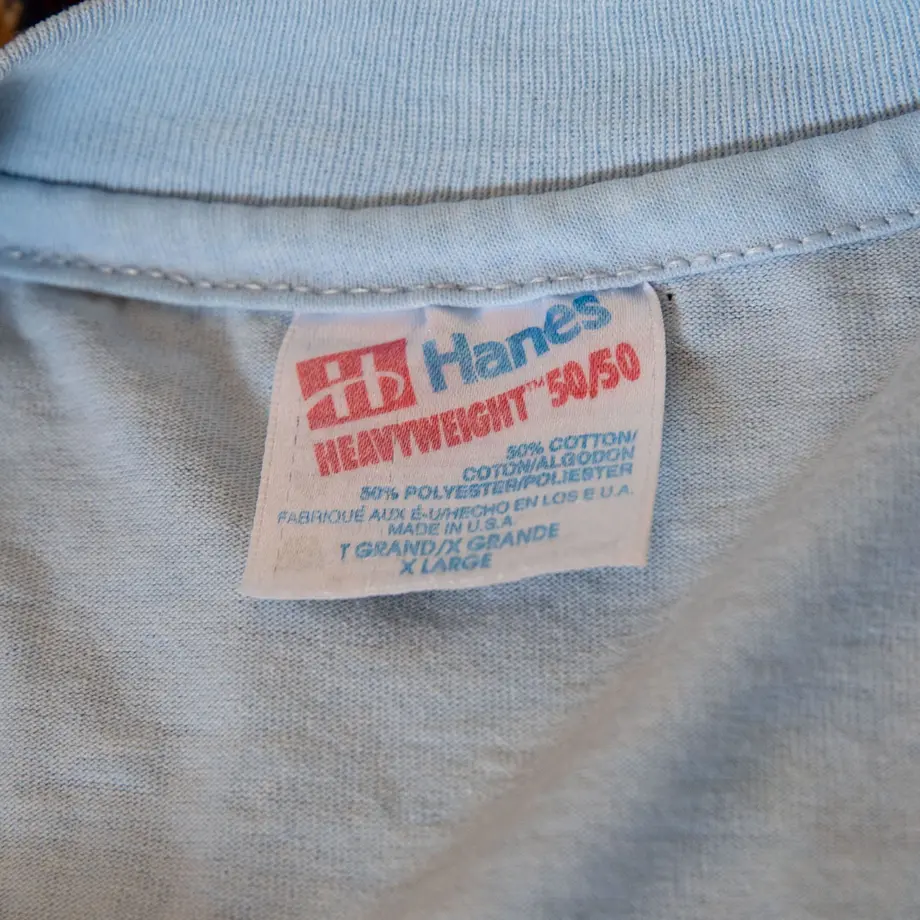 Hb Hanes
HEAVYWEIGHT™ 50/50
50% COTTON/
COTON/ALGODON
50% POLYESTER/POLIESTER
FABRIQUÉ AUX É-U/HECHO EN LOS E.U.A.
MADE IN U.S.A.
T GRAND/X GRANDE
X LARGE